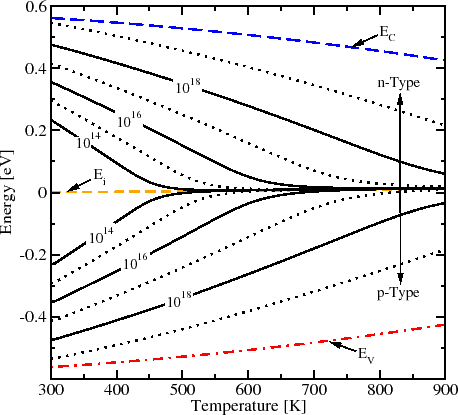 0.6
E_C
0.4
n-Type
10^18
0.2
10^16
10^14
E_i
Energy [eV]
0
10^14
-0.2
10^16
p-Type
10^18
-0.4
E_V
300 400 500 600 700 800 900
Temperature [K]